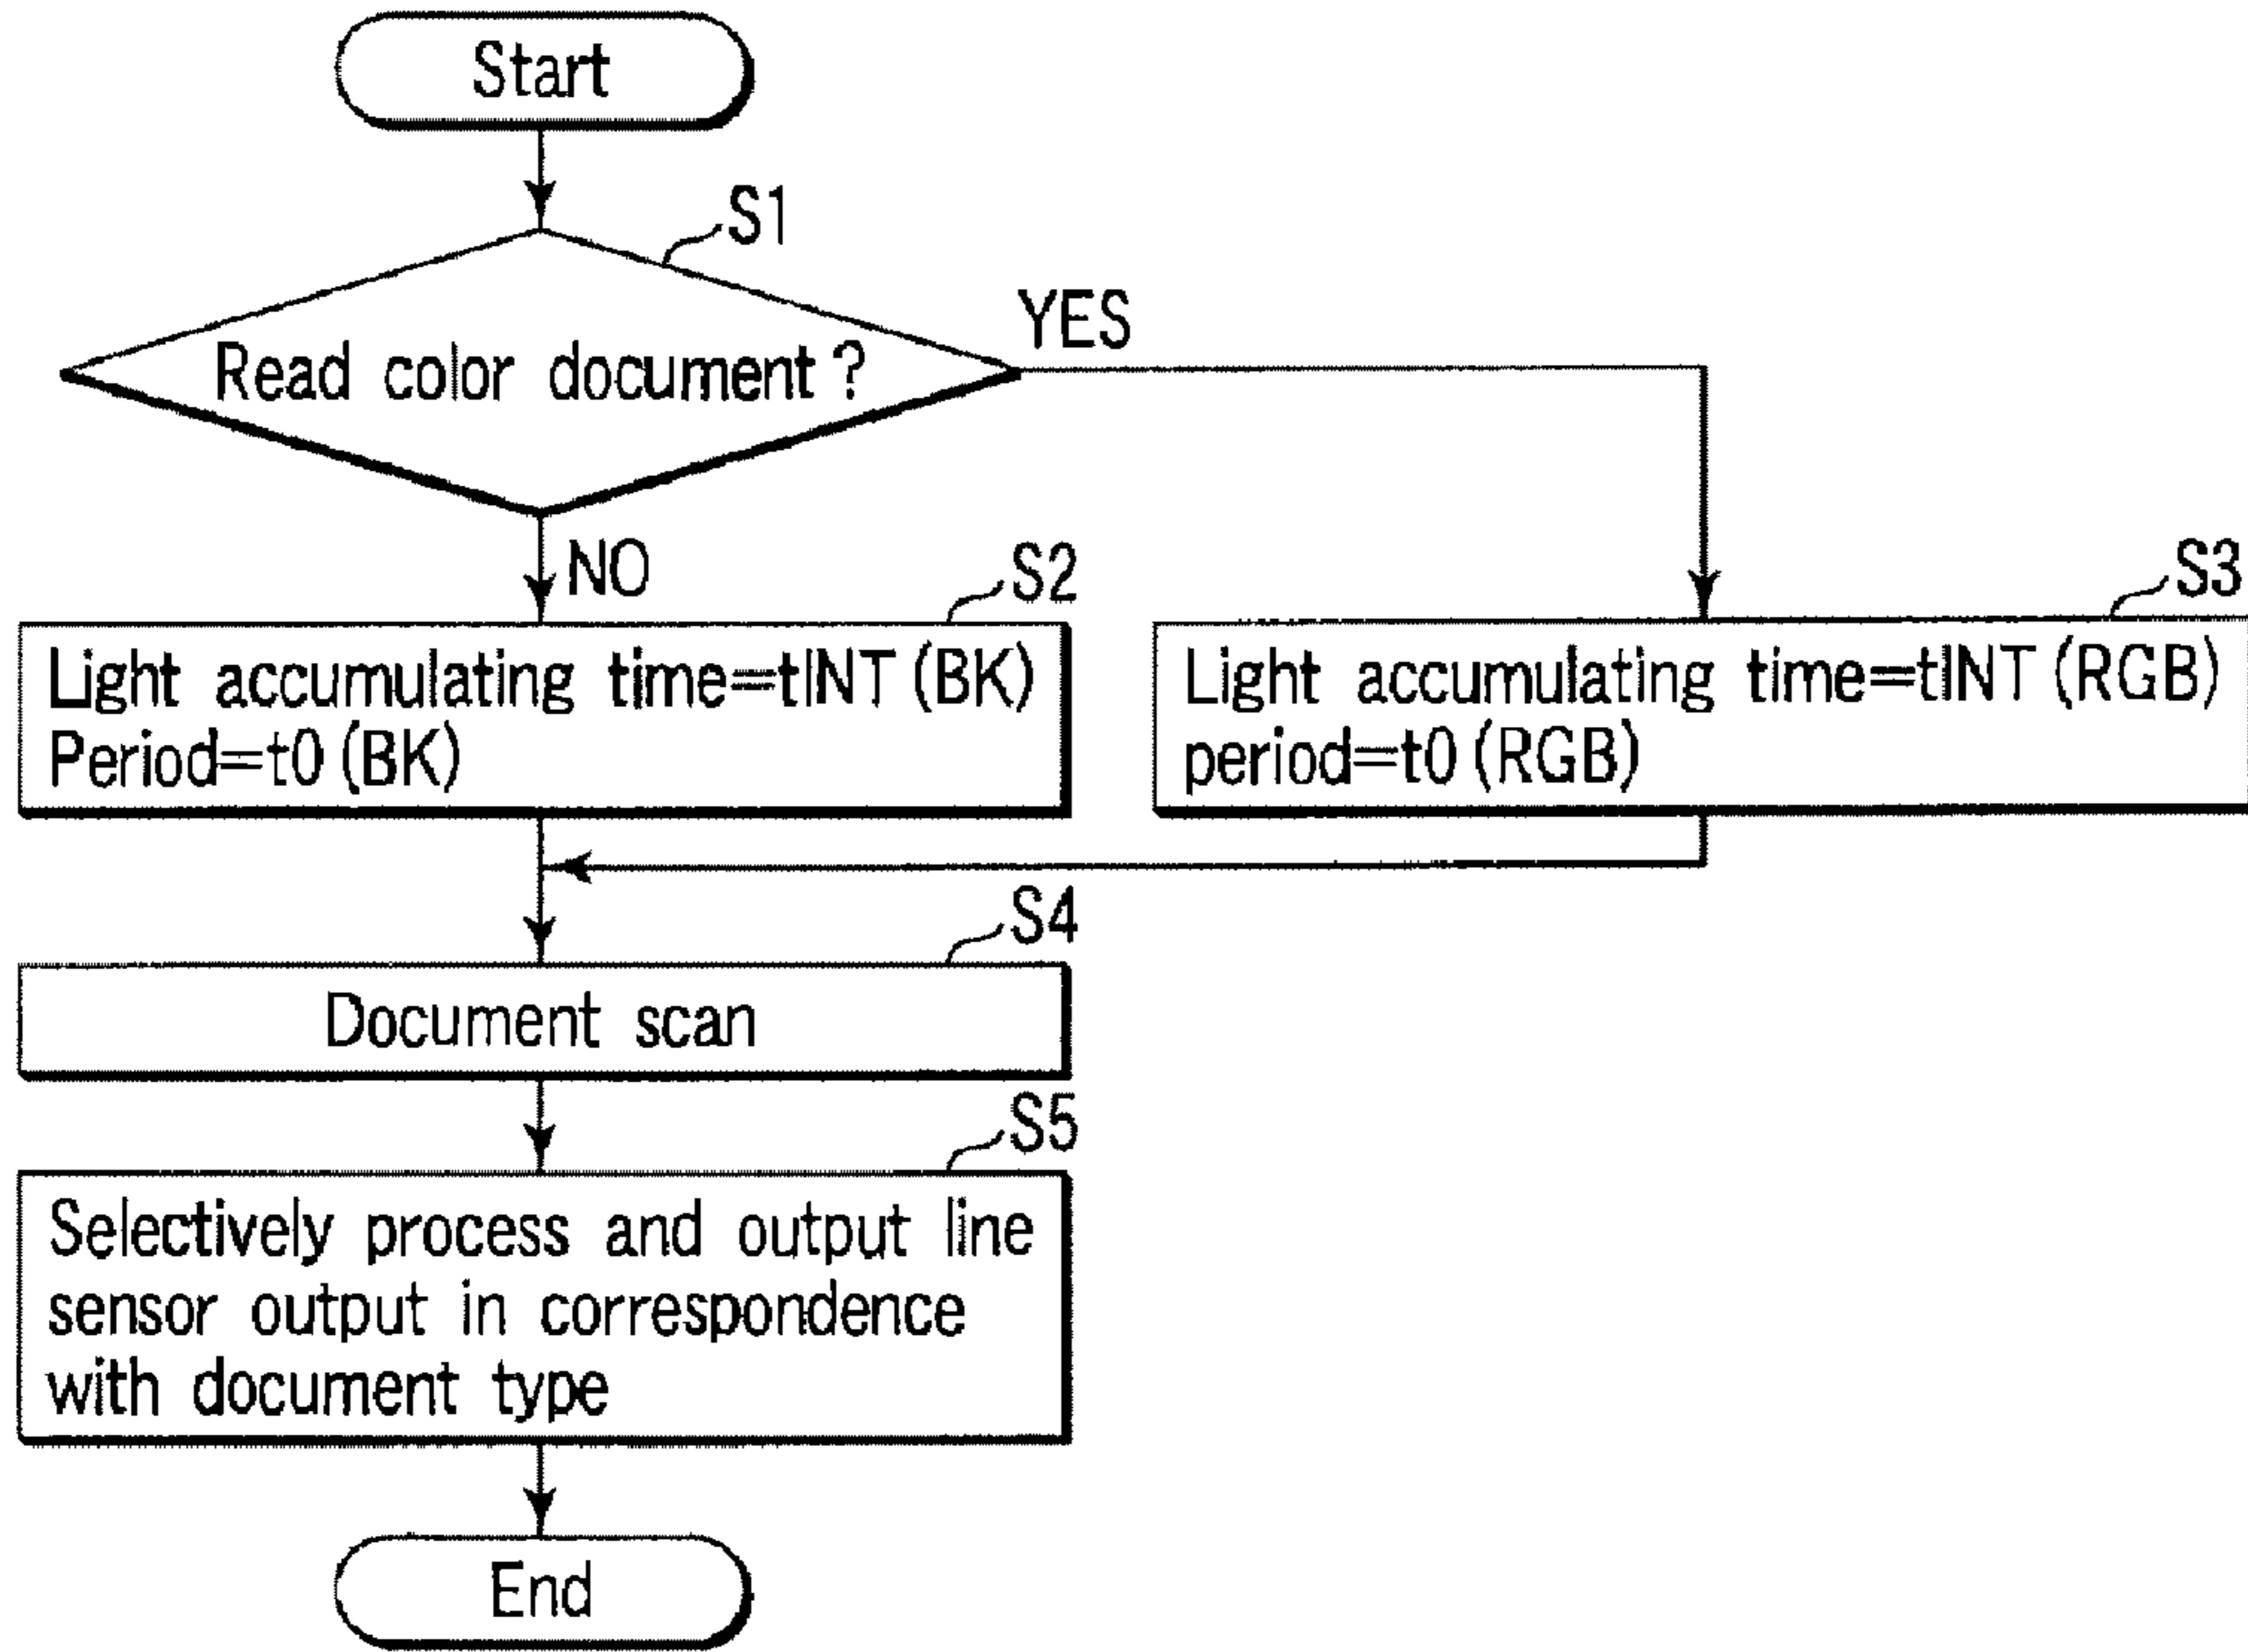 Start
S1
Read color document ?
YES
NO
S2
Light accumulating time=tINT (BK)
Period=t0 (BK)
S3
Light accumulating time=tINT (RGB)
period=t0 (RGB)
S4
Document scan
S5
Selectively process and output line
sensor output in correspondence
with document type
End